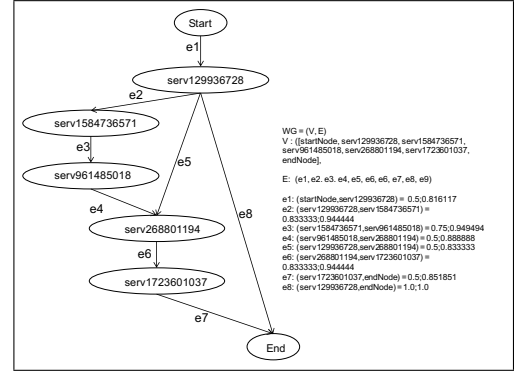 Start
e1
serv129936728
e2
serv1584736571
e3
e5
serv961485018
e4
e8
serv268801194
e6
serv1723601037
e7
End
WG = (V, E)
V : ([startNode, serv129936728, serv1584736571,
serv961485018, serv268801194, serv1723601037,
endNode],
E: (e1, e2. e3. e4, e5, e6, e6, e7, e8, e9)
e1: (startNode,serv129936728) = 0.5;0.816117
e2: (serv129936728,serv1584736571) =
0.833333;0.944444
e3: (serv1584736571,serv961485018) = 0.75;0.949494
e4: (serv961485018,serv268801194) = 0.5;0.888888
e5: (serv129936728,serv268801194) = 0.5;0.833333
e6: (serv268801194,serv1723601037) =
0.833333;0.944444
e7: (serv1723601037,endNode) = 0.5;0.851851
e8: (serv129936728,endNode) = 1.0;1.0